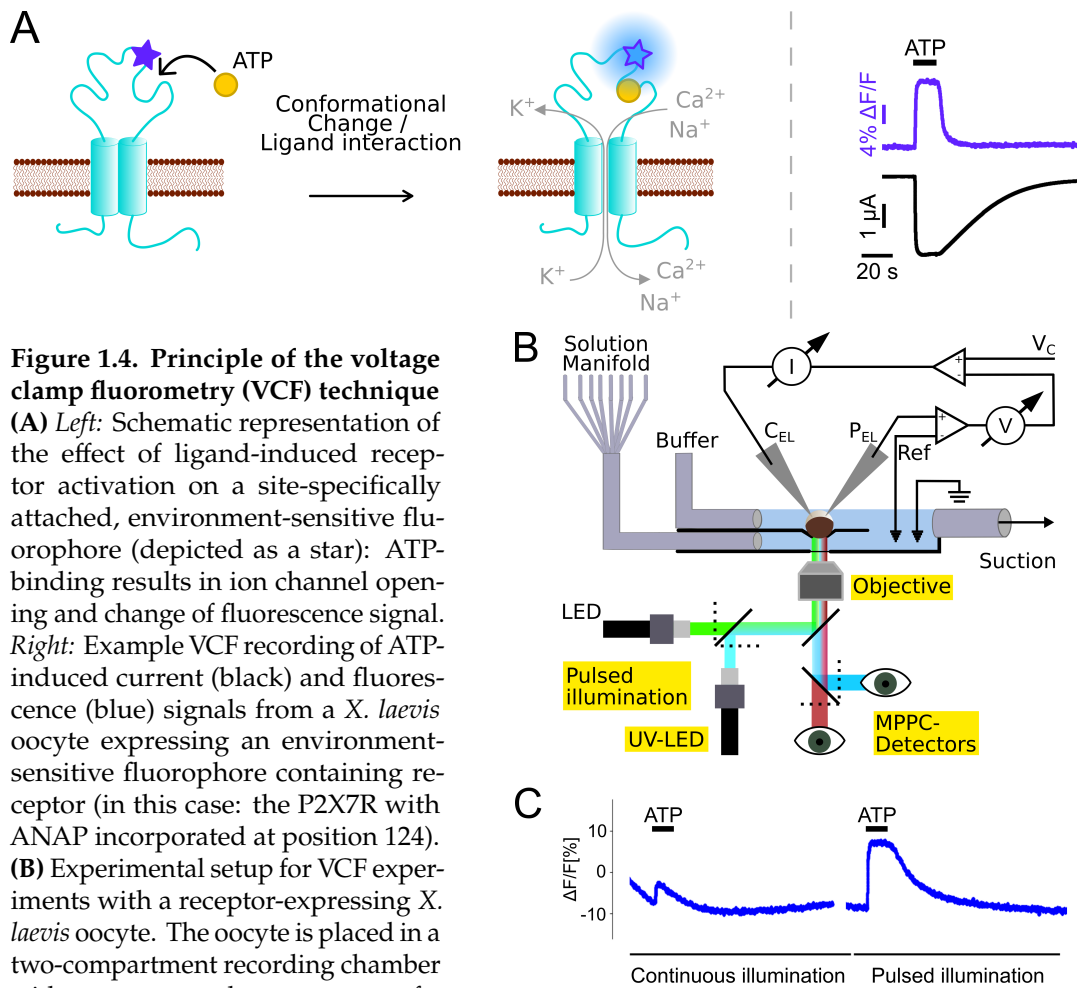 A
ATP
Conformational
Change /
Ligand interaction
K⁺
Ca²⁺
Na⁺
K⁺
Ca²⁺
Na⁺
ATP
4% ΔF/F
1 µA
20 s
Figure 1.4. Principle of the voltage
clamp fluorometry (VCF) technique
(A) Left: Schematic representation of
the effect of ligand-induced recep-
tor activation on a site-specifically
attached, environment-sensitive flu-
orophore (depicted as a star): ATP-
binding results in ion channel open-
ing and change of fluorescence signal.
Right: Example VCF recording of ATP-
induced current (black) and fluores-
cence (blue) signals from a X. laevis
oocyte expressing an environment-
sensitive fluorophore containing re-
ceptor (in this case: the P2X7R with
ANAP incorporated at position 124).
(B) Experimental setup for VCF exper-
iments with a receptor-expressing X.
laevis oocyte. The oocyte is placed in a
two-compartment recording chamber
B
Solution
Manifold
Buffer
I
C_EL
P_EL
Ref
V
V_C
+
-
+
-
Suction
Objective
LED
Pulsed
illumination
UV-LED
MPPC-
Detectors
C
ATP
ATP
ΔF/F[%]
10
0
-10
Continuous illumination
Pulsed illumination